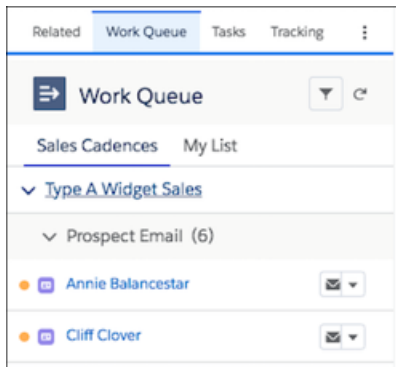 Related Work Queue Tasks Tracking
Work Queue
Sales Cadences My List
Type A Widget Sales
Prospect Email (6)
Annie Balancestar
Cliff Clover